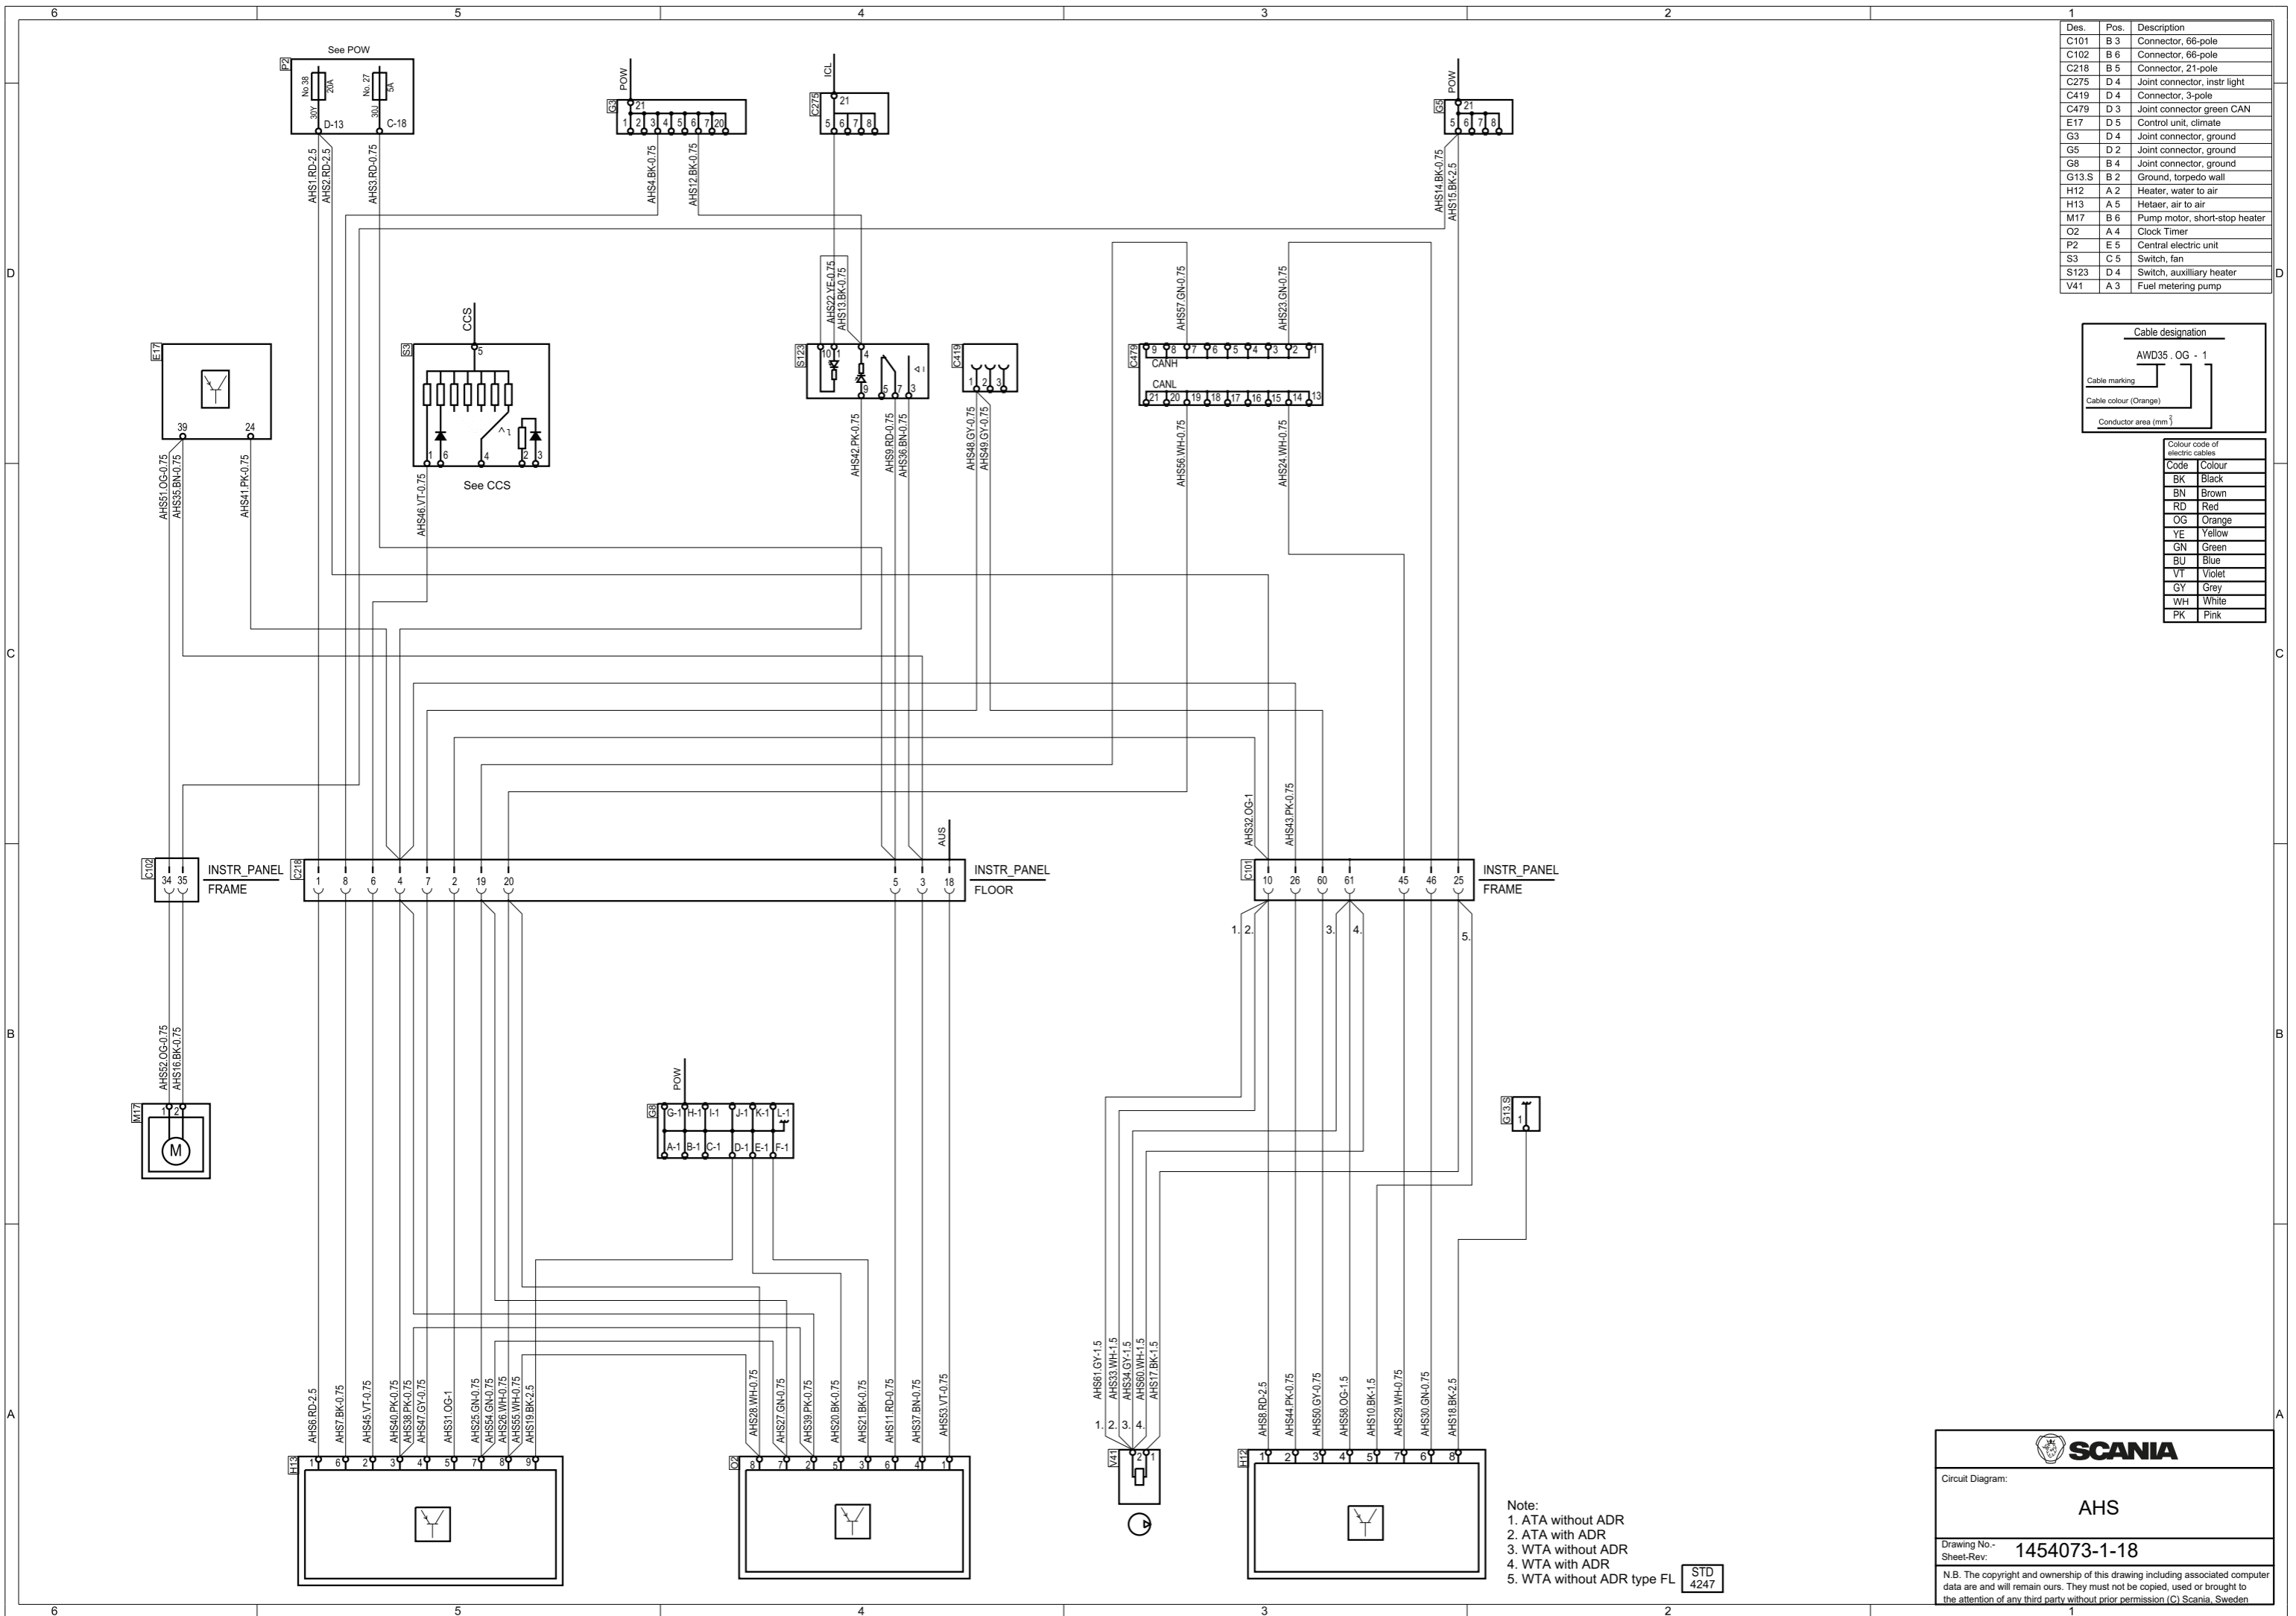 6 5 4 3 2 1
See POW
P2
No.38
20A
30Y
D-13
No. 27
5A
30J
C-18
AHS1.RD-2.5
AHS2.RD-2.5
AHS3.RD-0.75
POW
G3
21
1 2 3 4 5 6 7 20
AHS4.BK-0.75
AHS12.BK-0.75
ICL
C275
21
5 6 7 8
POW
G5
21
5 6 7 8
AHS14.BK-0.75
AHS15.BK-2.5
Des. Pos. Description
C101 B 3 Connector, 66-pole
C102 B 6 Connector, 66-pole
C218 B 5 Connector, 21-pole
C275 D 4 Joint connector, instr light
C419 D 4 Connector, 3-pole
C479 D 3 Joint connector green CAN
E17 D 5 Control unit, climate
G3 D 4 Joint connector, ground
G5 D 2 Joint connector, ground
G8 B 4 Joint connector, ground
G13.S B 2 Ground, torpedo wall
H12 A 2 Heater, water to air
H13 A 5 Hetaer, air to air
M17 B 6 Pump motor, short-stop heater
O2 A 4 Clock Timer
P2 E 5 Central electric unit
S3 C 5 Switch, fan
S123 D 4 Switch, auxilliary heater
V41 A 3 Fuel metering pump
D D
AHS22.YE-0.75
AHS13.BK-0.75
AHS57.GN-0.75
AHS23.GN-0.75
E17
39 24
AHS51.OG-0.75
AHS35.BN-0.75
AHS41.PK-0.75
CCS
S3
5
1 6 4 2 3
See CCS
AHS46.VT-0.75
S123
10 1 4
9 5 7 3
AHS42.PK-0.75
AHS9.RD-0.75
AHS36.BN-0.75
C419
1 2 3
AHS48.GY-0.75
AHS49.GY-0.75
C479
9 8 7 6 5 4 3 2 1
CANH
CANL
21 20 19 18 17 16 15 14 13
AHS56.WH-0.75
AHS24.WH-0.75
Cable designation
AWD35 . OG - 1
Cable marking
Cable colour (Orange)
Conductor area (mm2)
Colour code of
electric cables
Code Colour
BK Black
BN Brown
RD Red
OG Orange
YE Yellow
GN Green
BU Blue
VT Violet
GY Grey
WH White
PK Pink
C C
AHS32.OG-1
AHS43.PK-0.75
AUS
C102
34 35
INSTR_PANEL
FRAME
C218
1 8 6 4 7 2 19 20 5 3 18
INSTR_PANEL
FLOOR
C101
10 26 60 61 45 46 25
INSTR_PANEL
FRAME
1. 2. 3. 4. 5.
B B
AHS52.OG-0.75
AHS16.BK-0.75
M17
1 2
M
POW
G8
G-1 H-1 I-1 J-1 K-1 L-1
A-1 B-1 C-1 D-1 E-1 F-1
G13.S
1
A A
AHS6.RD-2.5
AHS7.BK-0.75
AHS45.VT-0.75
AHS40.PK-0.75
AHS38.PK-0.75
AHS47.GY-0.75
AHS31.OG-1
AHS25.GN-0.75
AHS54.GN-0.75
AHS26.WH-0.75
AHS55.WH-0.75
AHS19.BK-2.5
AHS28.WH-0.75
AHS27.GN-0.75
AHS39.PK-0.75
AHS20.BK-0.75
AHS21.BK-0.75
AHS11.RD-0.75
AHS37.BN-0.75
AHS53.VT-0.75
AHS61.GY-1.5
AHS33.WH-1.5
AHS34.GY-1.5
AHS60.WH-1.5
AHS17.BK-1.5
AHS8.RD-2.5
AHS44.PK-0.75
AHS50.GY-0.75
AHS58.OG-1.5
AHS10.BK-1.5
AHS29.WH-0.75
AHS30.GN-0.75
AHS18.BK-2.5
1. 2. 3. 4.
H13
1 6 2 3 4 5 7 8 9
O2
8 7 2 5 3 6 4 1
V41
2 1
H12
1 2 3 4 5 7 6 8
Note:
1. ATA without ADR
2. ATA with ADR
3. WTA without ADR
4. WTA with ADR
5. WTA without ADR type FL
STD
4247
SCANIA
Circuit Diagram:
AHS
Drawing No.-
Sheet-Rev: 1454073-1-18
N.B. The copyright and ownership of this drawing including associated computer
data are and will remain ours. They must not be copied, used or brought to
the attention of any third party without prior permission (C) Scania, Sweden
6 5 4 3 2 1